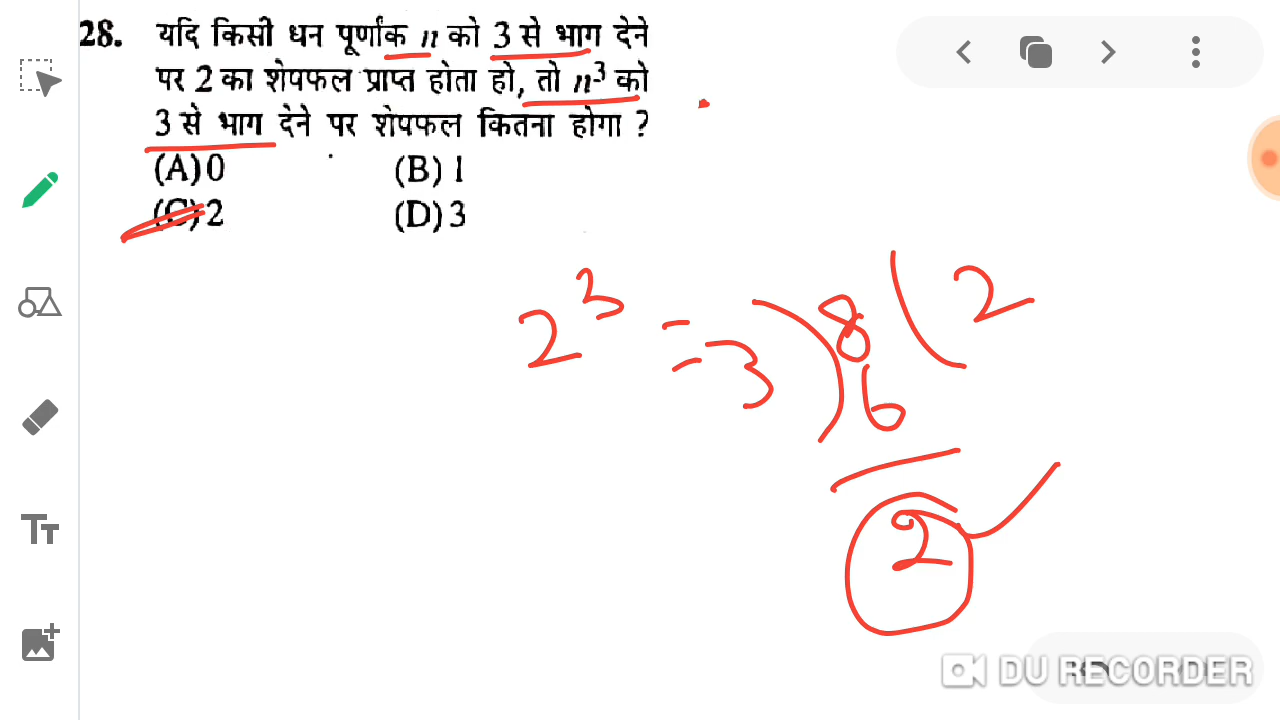 28. यदि किसी धन पूर्णांक n को 3 से भाग देने
पर 2 का शेषफल प्राप्त होता हो, तो n³ को
3 से भाग देने पर शेषफल कितना होगा ?
(A) 0 (B) 1
(C) 2 (D) 3
2³ = 3 ) 8 ( 2
6
2
Tт
DU RECORDER